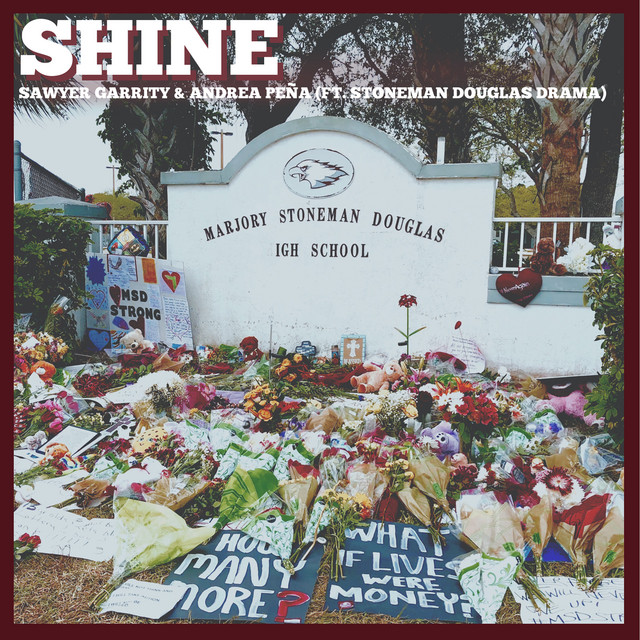 SHINE
SAWYER GARRITY & ANDREA PEÑA (FT. STONEMAN DOUGLAS DRAMA)
MARJORY STONEMAN DOUGLAS
IGH SCHOOL
#MSD
STRONG
HOW
MANY
MORE?
WHAT
IF LIVES
WERE
MONEY?